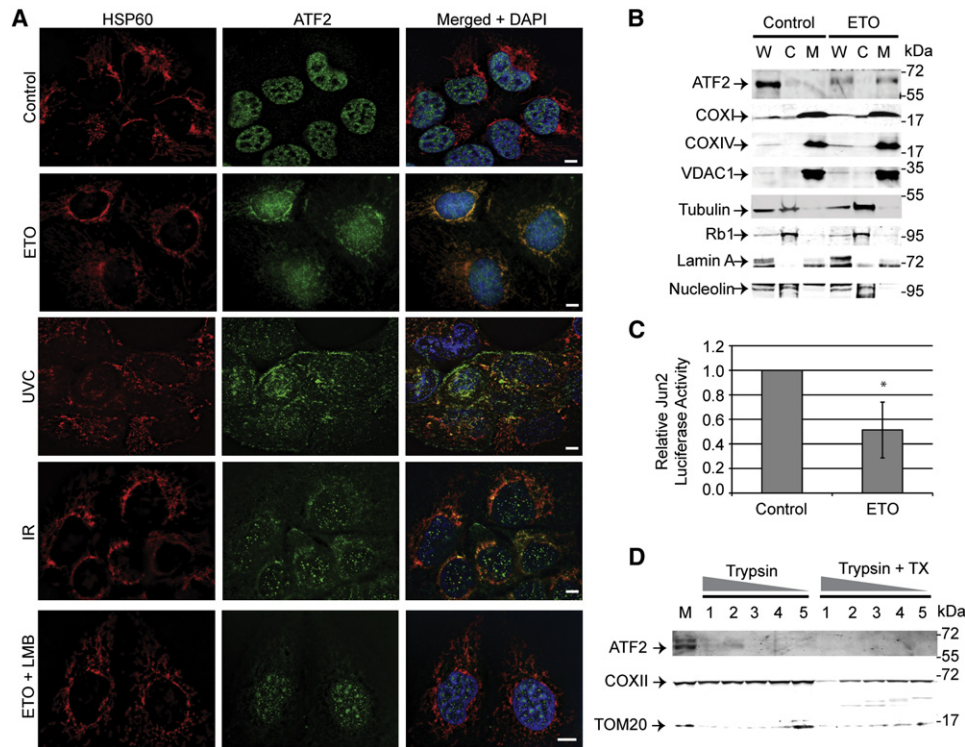 A
HSP60 ATF2 Merged + DAPI
Control
ETO
UVC
IR
ETO + LMB
B
Control ETO
W C M W C M kDa
ATF2 -72
-55
COXI -17
COXIV -17
VDAC1 -35
-55
Tubulin
Rb1 -95
Lamin A -72
Nucleolin -95
C
Relative Jun2
Luciferase Activity
1.2
1.0
0.8
0.6
0.4
0.2
0.0
*
Control ETO
D
Trypsin Trypsin + TX
M 1 2 3 4 5 1 2 3 4 5 kDa
ATF2 -72
-55
COXII -72
TOM20 -17